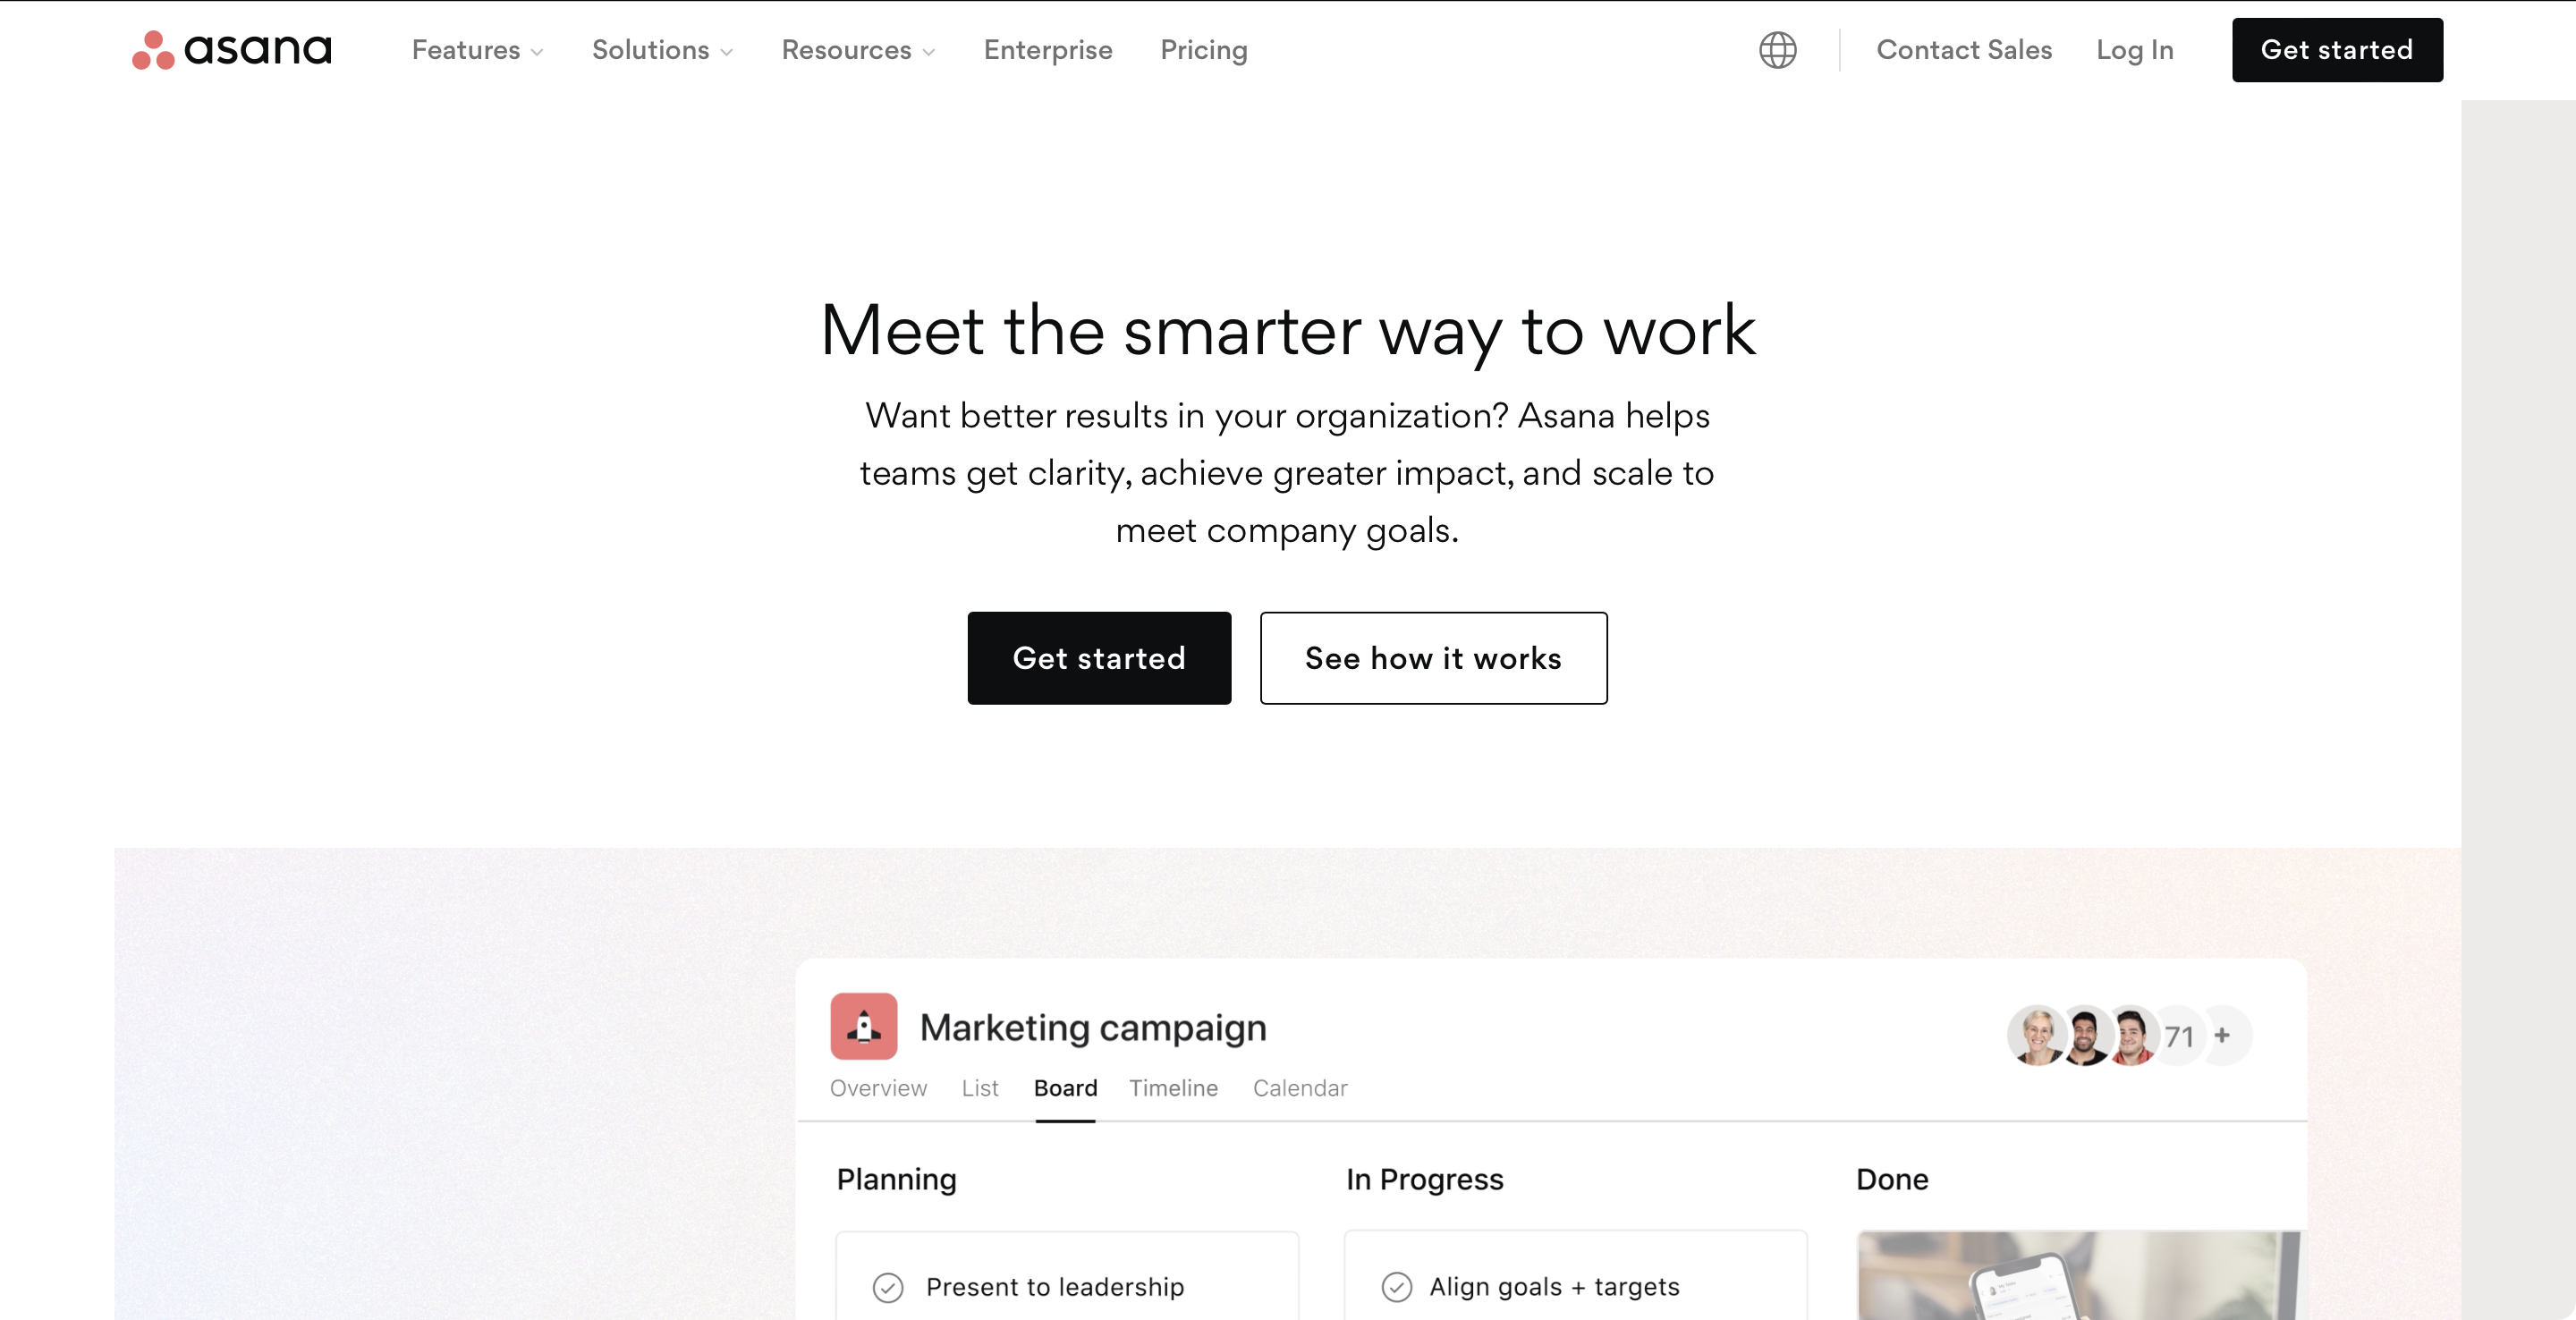 asana
Features
Solutions
Resources
Enterprise
Pricing
Contact Sales
Log In
Get started
Meet the smarter way to work
Want better results in your organization? Asana helps
teams get clarity, achieve greater impact, and scale to
meet company goals.
Get started
See how it works
Marketing campaign
71 +
Overview
List
Board
Timeline
Calendar
Planning
In Progress
Done
Present to leadership
Align goals + targets